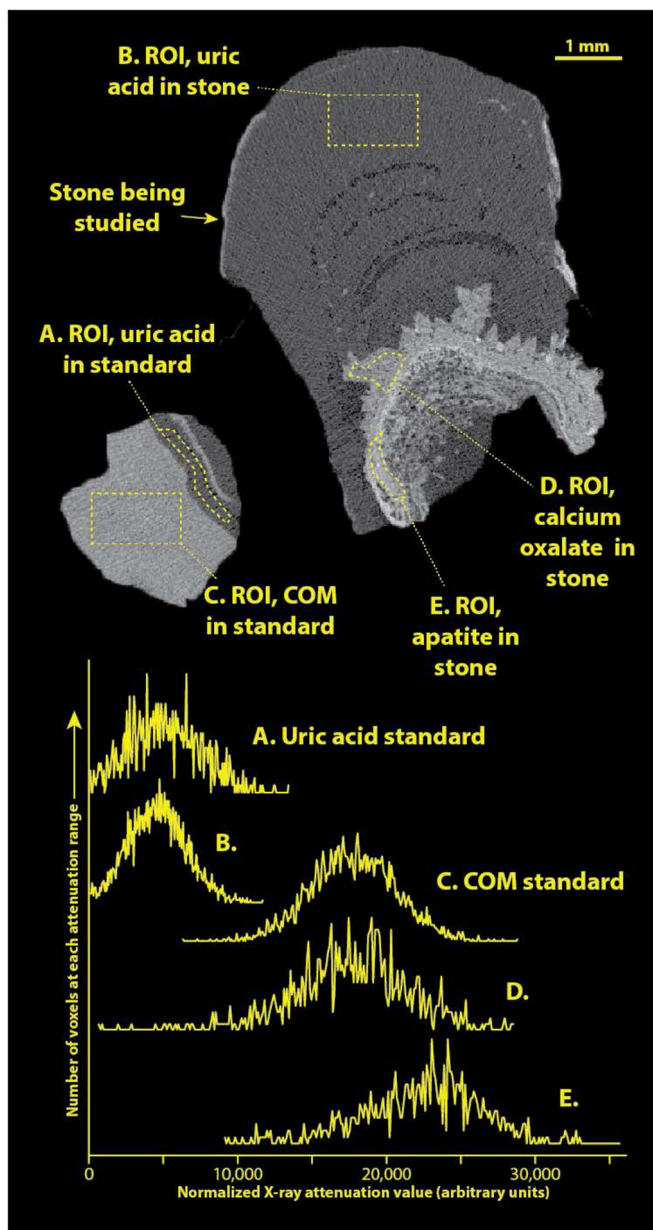 B. ROI, uric
acid in stone
1 mm
Stone being
studied
A. ROI, uric acid
in standard
D. ROI,
calcium
oxalate in
stone
C. ROI, COM
in standard
E. ROI,
apatite in
stone
Number of voxels at each attenuation range
A. Uric acid standard
B.
C. COM standard
D.
E.
0
10,000
20,000
30,000
Normalized X-ray attenuation value (arbitrary units)